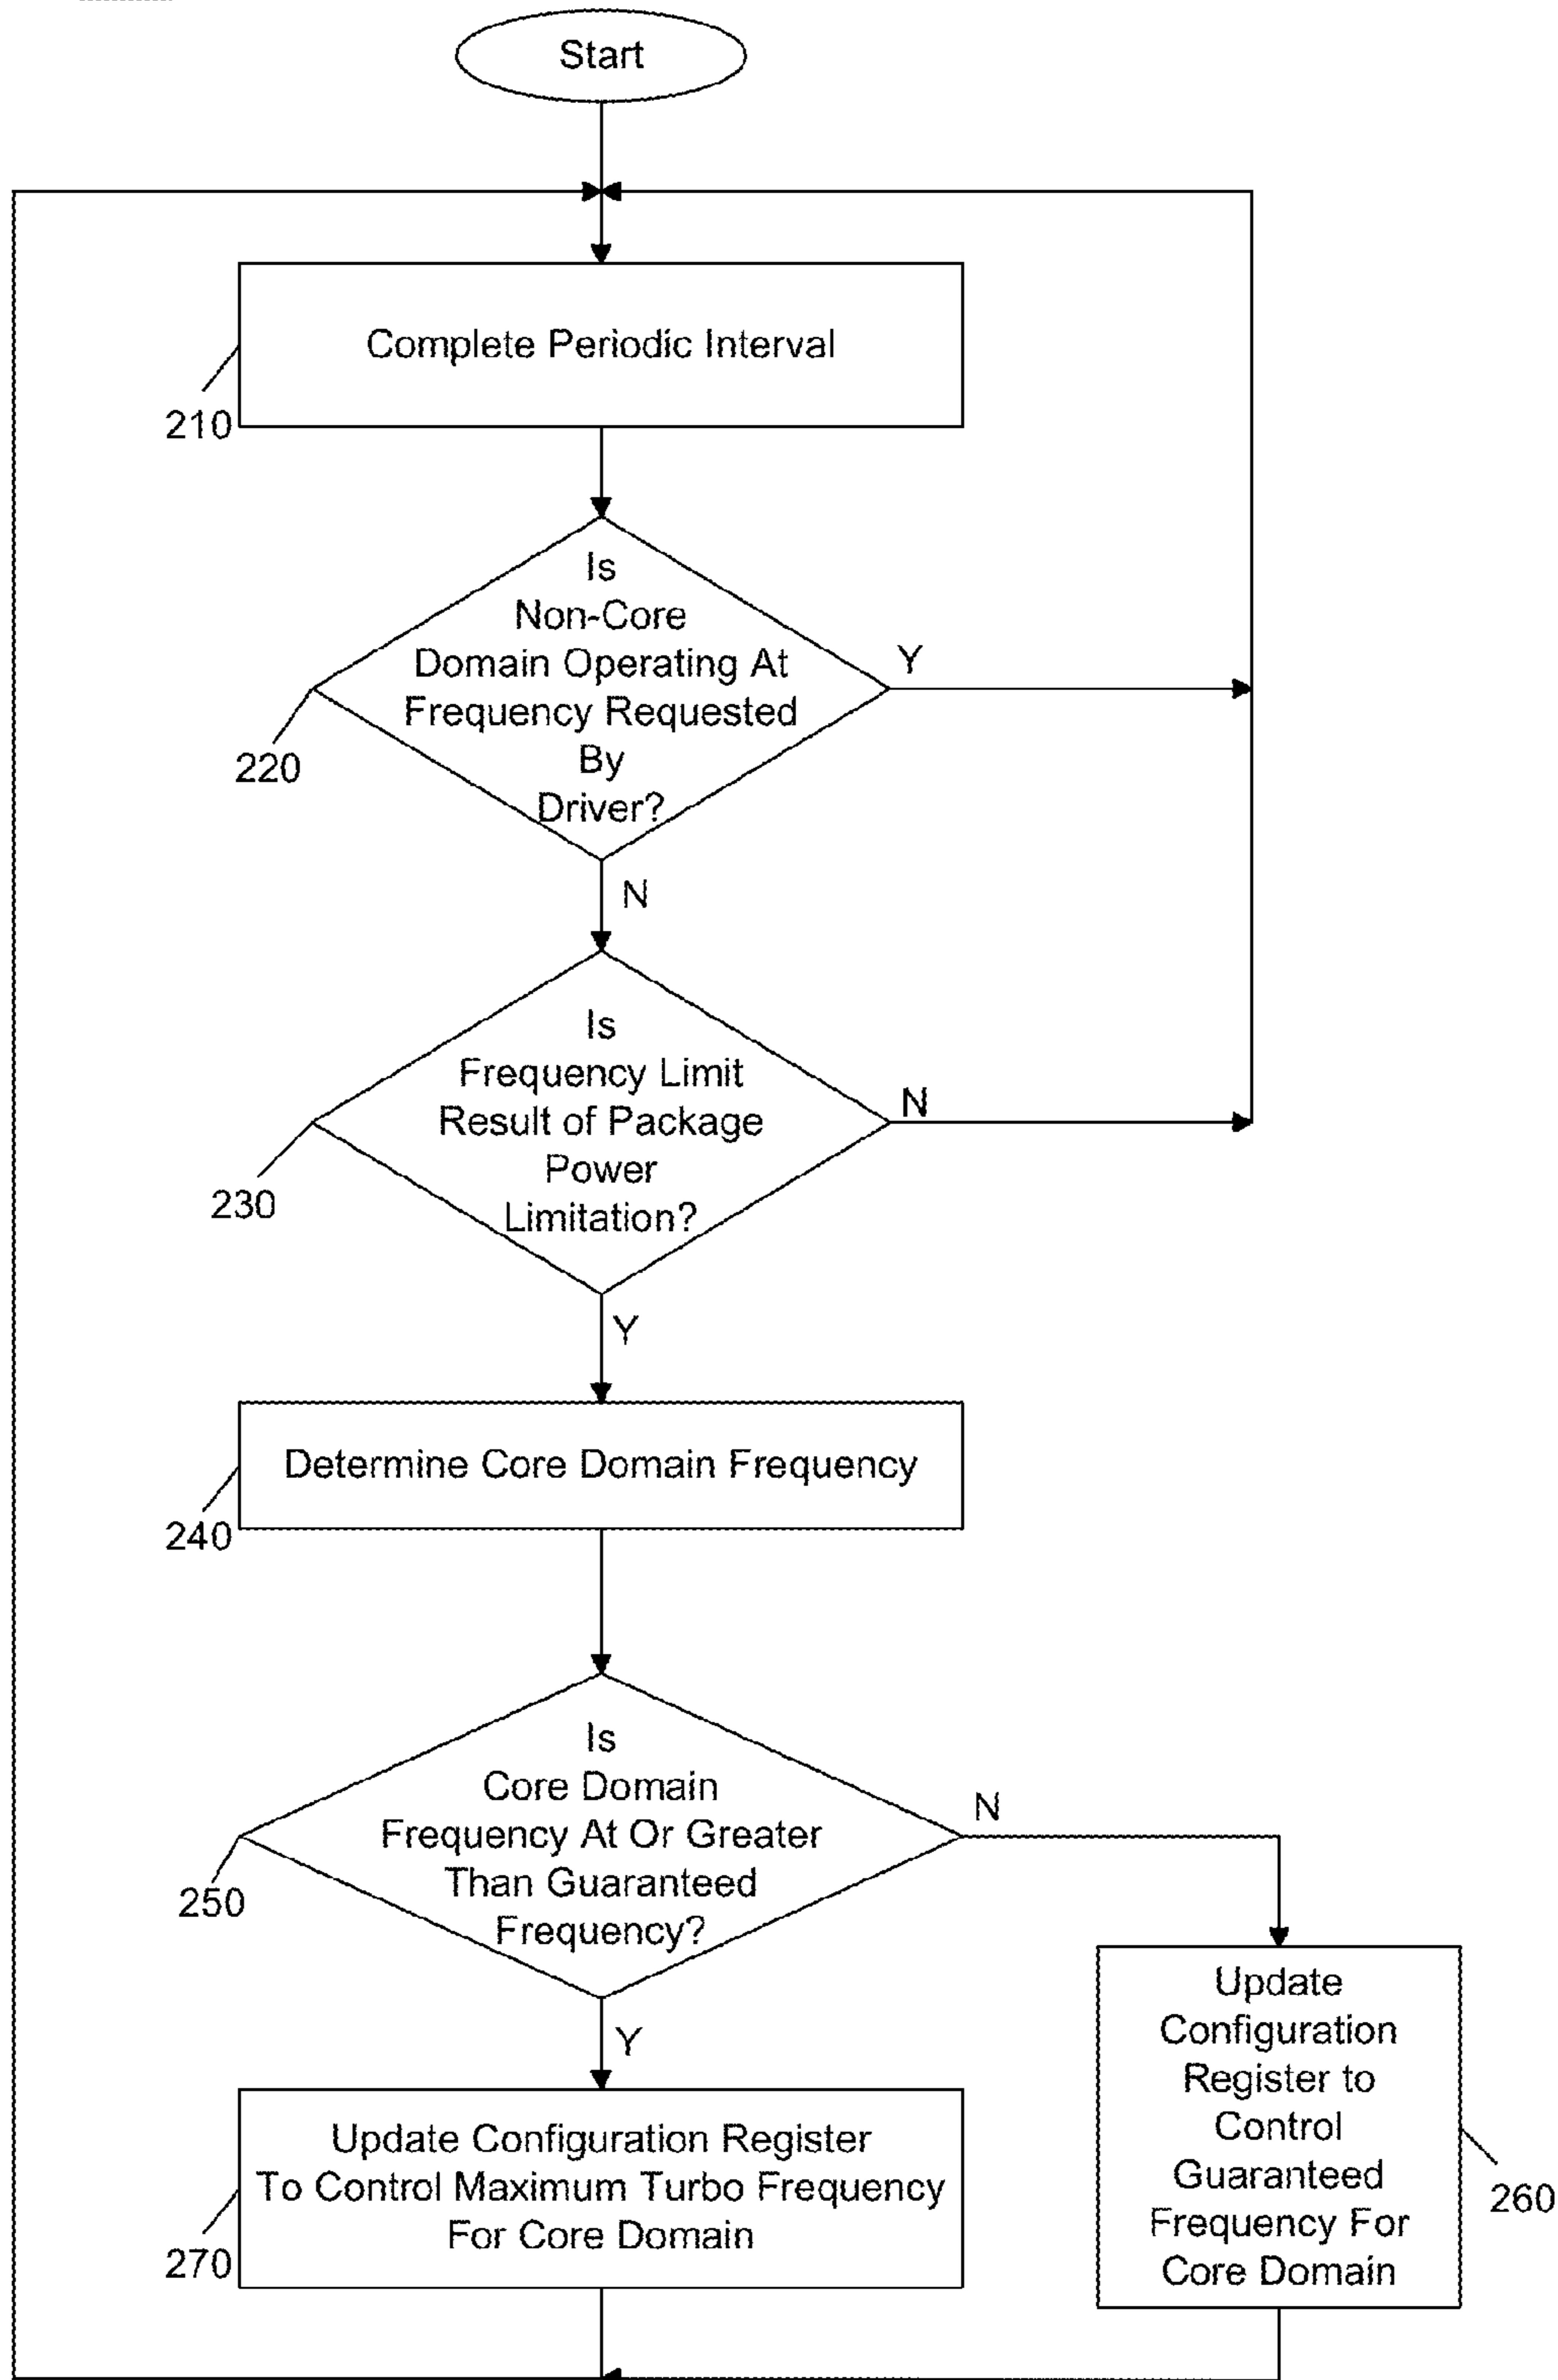 Start
Complete Periodic Interval
210
Is
Non-Core
Domain Operating At
Frequency Requested
By
Driver?
Y
220
N
Is
Frequency Limit
Result of Package
Power
Limitation?
N
230
Y
Determine Core Domain Frequency
240
Is
Core Domain
Frequency At Or Greater
Than Guaranteed
Frequency?
N
250
Y
Update
Configuration
Register to
Control
Guaranteed
Frequency For
Core Domain
260
Update Configuration Register
To Control Maximum Turbo Frequency
For Core Domain
270